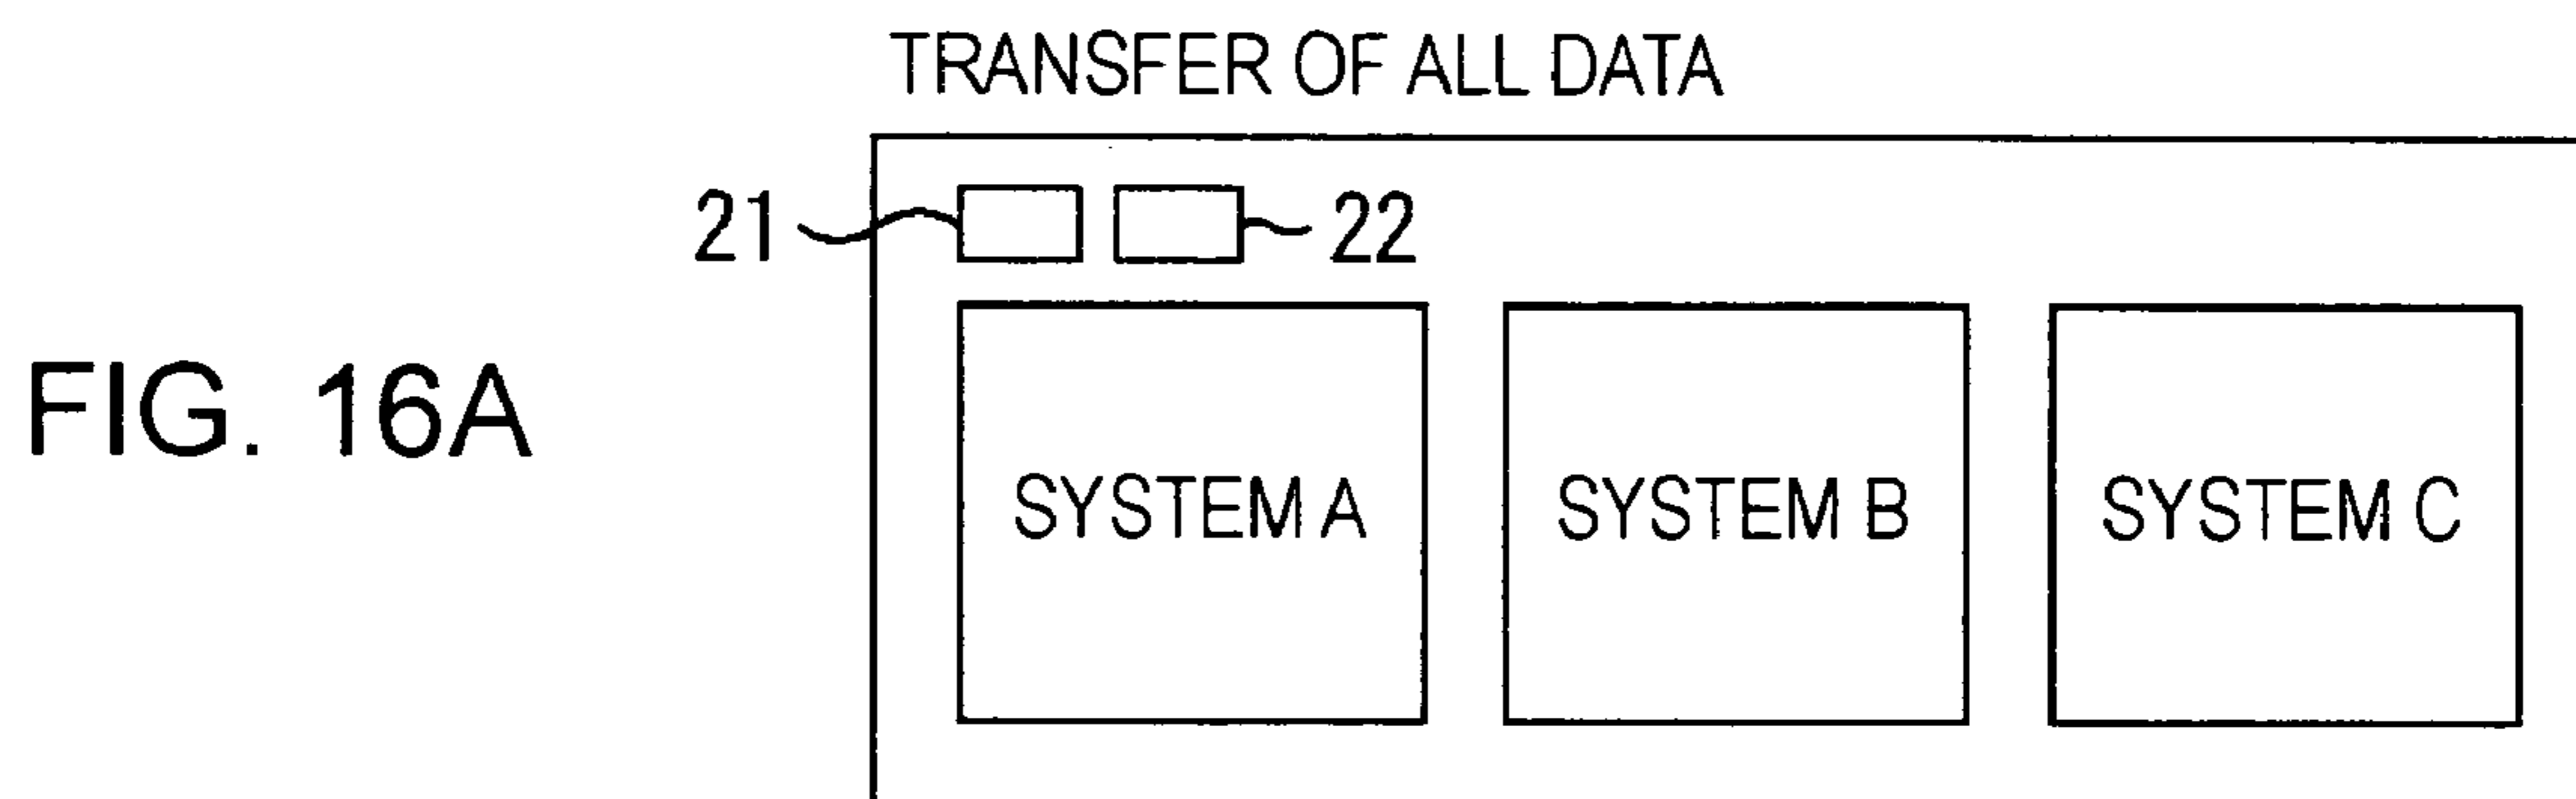 TRANSFER OF ALL DATA
21 22
FIG. 16A
SYSTEM A SYSTEM B SYSTEM C